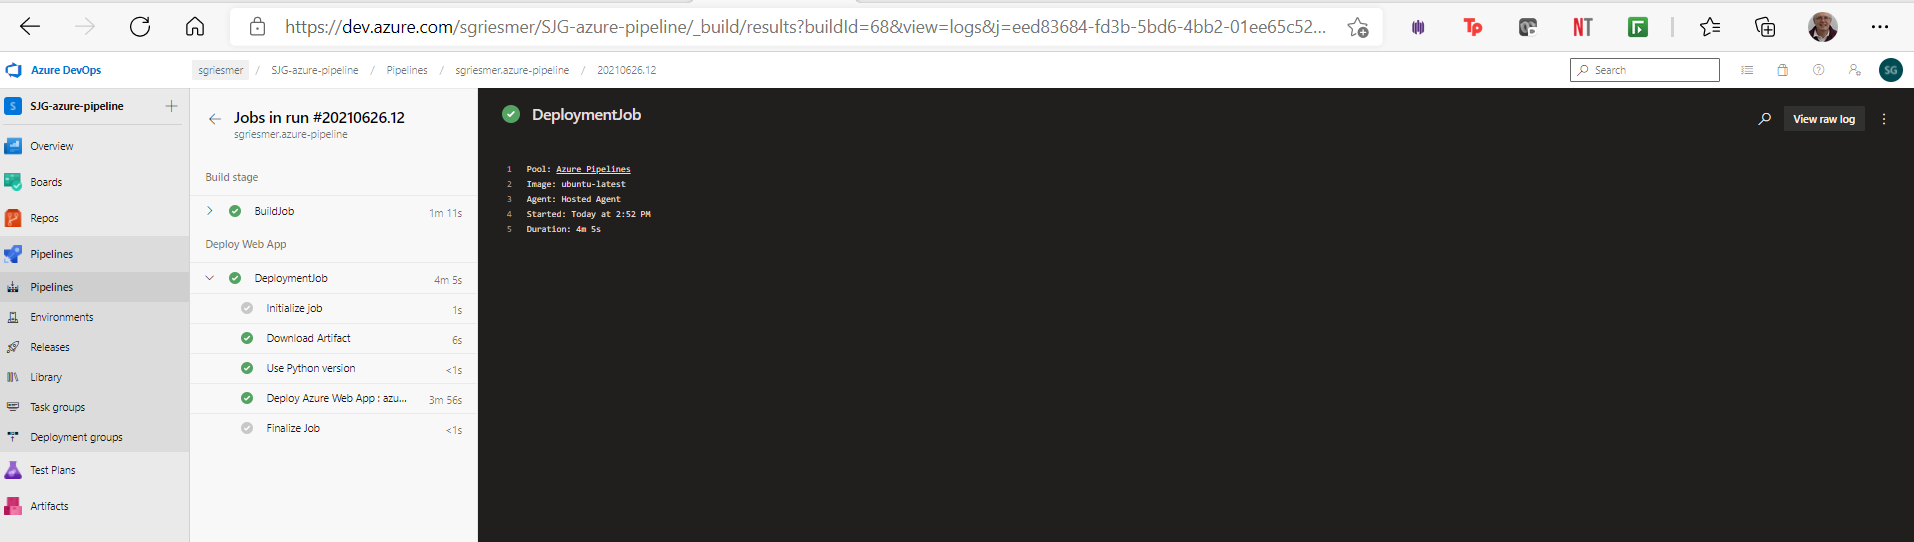 https://dev.azure.com/sgriesmer/SJG-azure-pipeline/_build/results?buildId=68&view=logs&j=eed83684-fd3b-5bd6-4bb2-01ee65c52...
Tp
NT
Azure DevOps
sgriesmer / SJG-azure-pipeline / Pipelines / sgriesmer.azure-pipeline / 20210626.12
Search
SG
S SJG-azure-pipeline
Overview
Boards
Repos
Pipelines
Pipelines
Environments
Releases
Library
Task groups
Deployment groups
Test Plans
Artifacts
Jobs in run #20210626.12
sgriesmer.azure-pipeline
Build stage
BuildJob 1m 11s
Deploy Web App
DeploymentJob 4m 5s
Initialize job 1s
Download Artifact 6s
Use Python version <1s
Deploy Azure Web App : azu... 3m 56s
Finalize Job <1s
DeploymentJob
View raw log
1 Pool: Azure Pipelines
2 Image: ubuntu-latest
3 Agent: Hosted Agent
4 Started: Today at 2:52 PM
5 Duration: 4m 5s